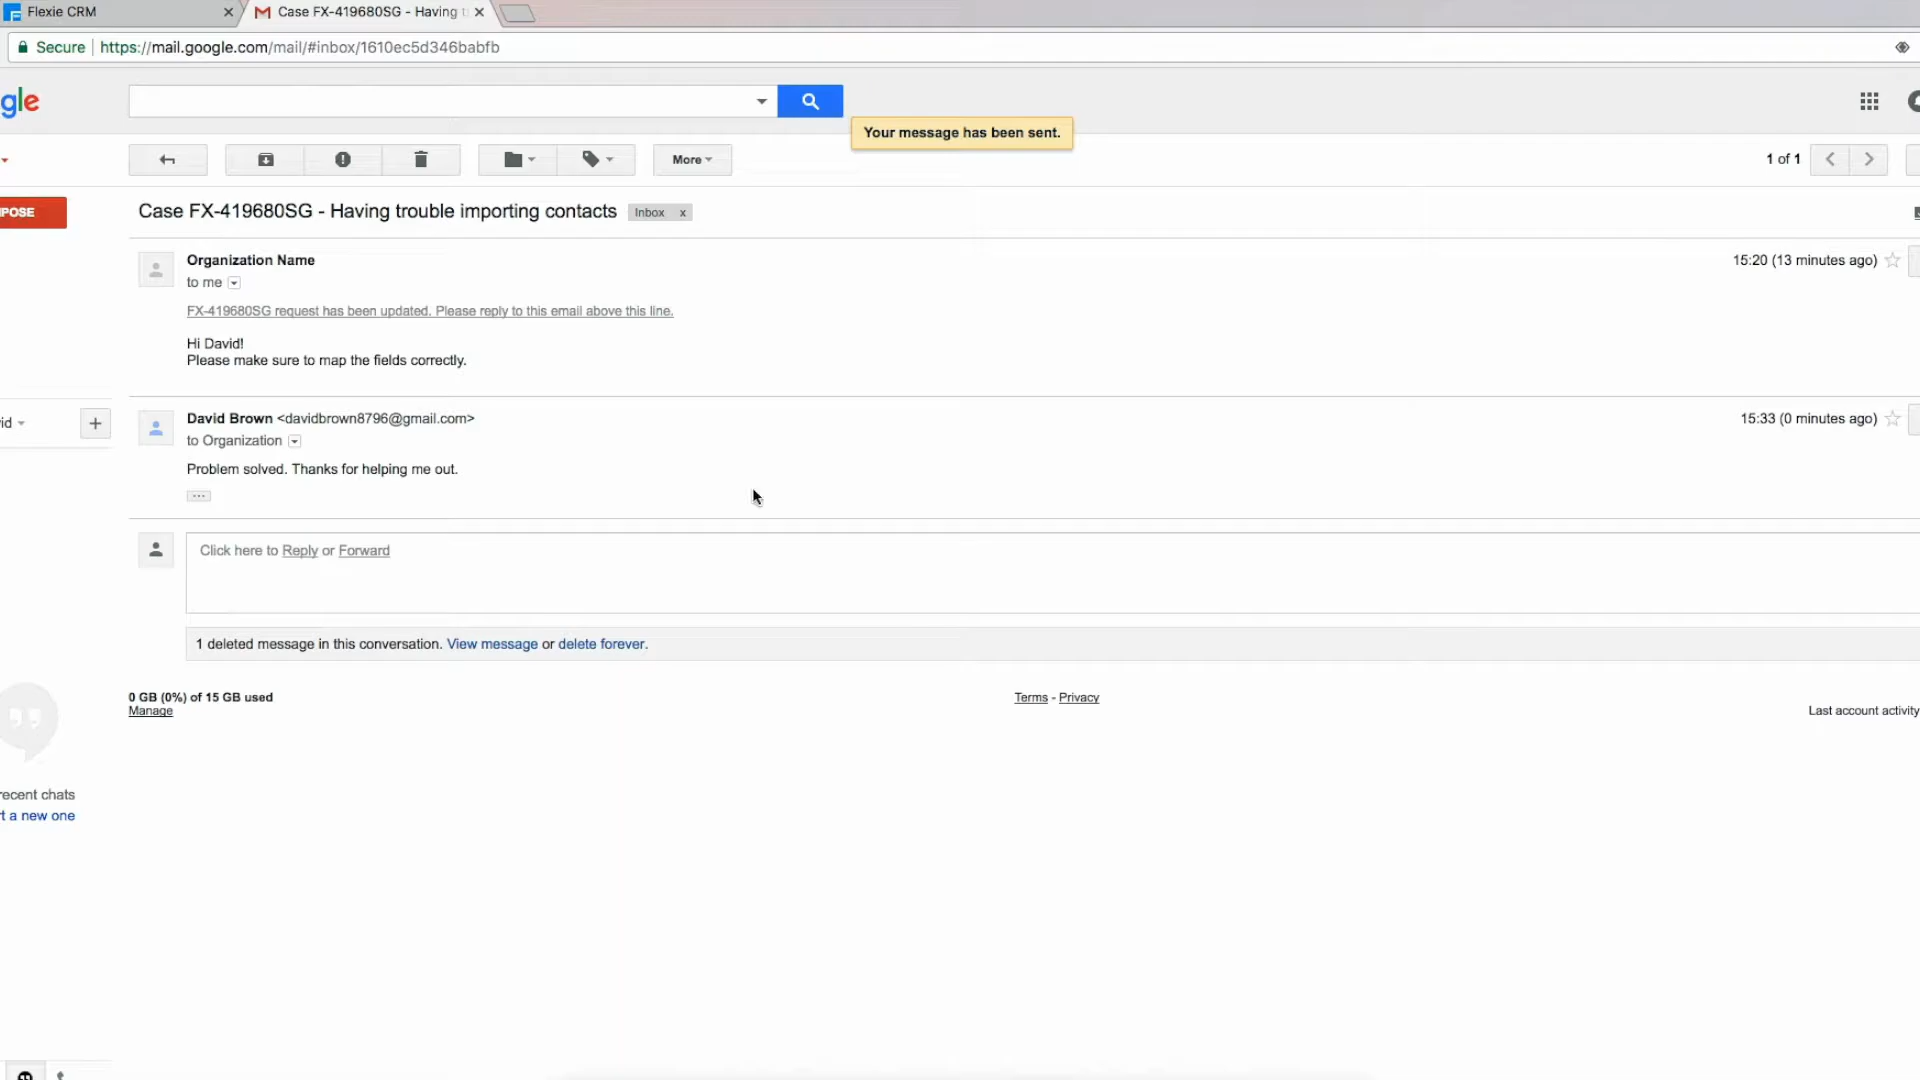 Flexie CRM
Case FX-419680SG - Having t
Secure https://mail.google.com/mail/#inbox/1610ec5d346babfb
gle
Your message has been sent.
More
1 of 1
POSE
Case FX-419680SG - Having trouble importing contacts
Inbox x
Organization Name
15:20 (13 minutes ago)
to me
FX-419680SG request has been updated. Please reply to this email above this line.
Hi David!
Please make sure to map the fields correctly.
id
+
David Brown <davidbrown8796@gmail.com>
15:33 (0 minutes ago)
to Organization
Problem solved. Thanks for helping me out.
...
Click here to Reply or Forward
1 deleted message in this conversation. View message or delete forever.
0 GB (0%) of 15 GB used
Manage
Terms - Privacy
Last account activity
recent chats
t a new one